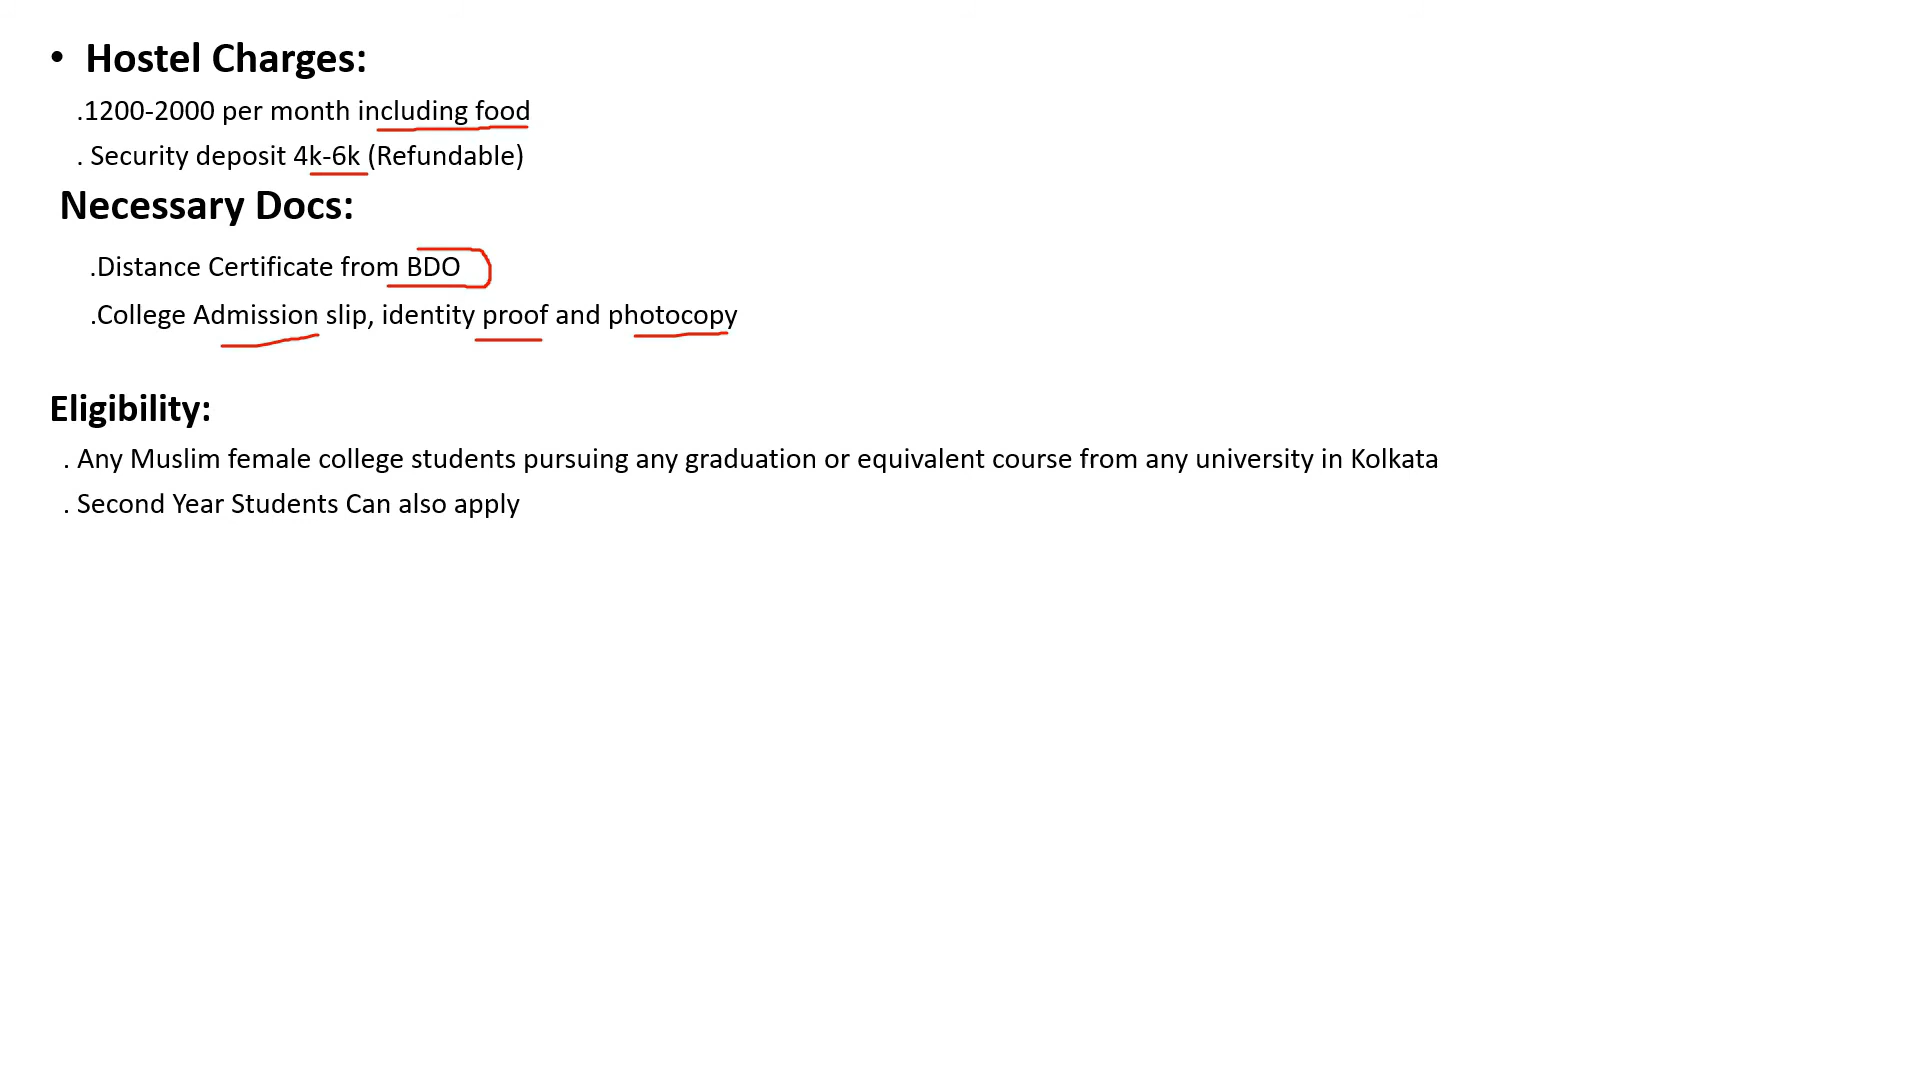 • Hostel Charges:
.1200-2000 per month including food
. Security deposit 4k-6k (Refundable)
Necessary Docs:
.Distance Certificate from BDO
.College Admission slip, identity proof and photocopy
Eligibility:
. Any Muslim female college students pursuing any graduation or equivalent course from any university in Kolkata
. Second Year Students Can also apply